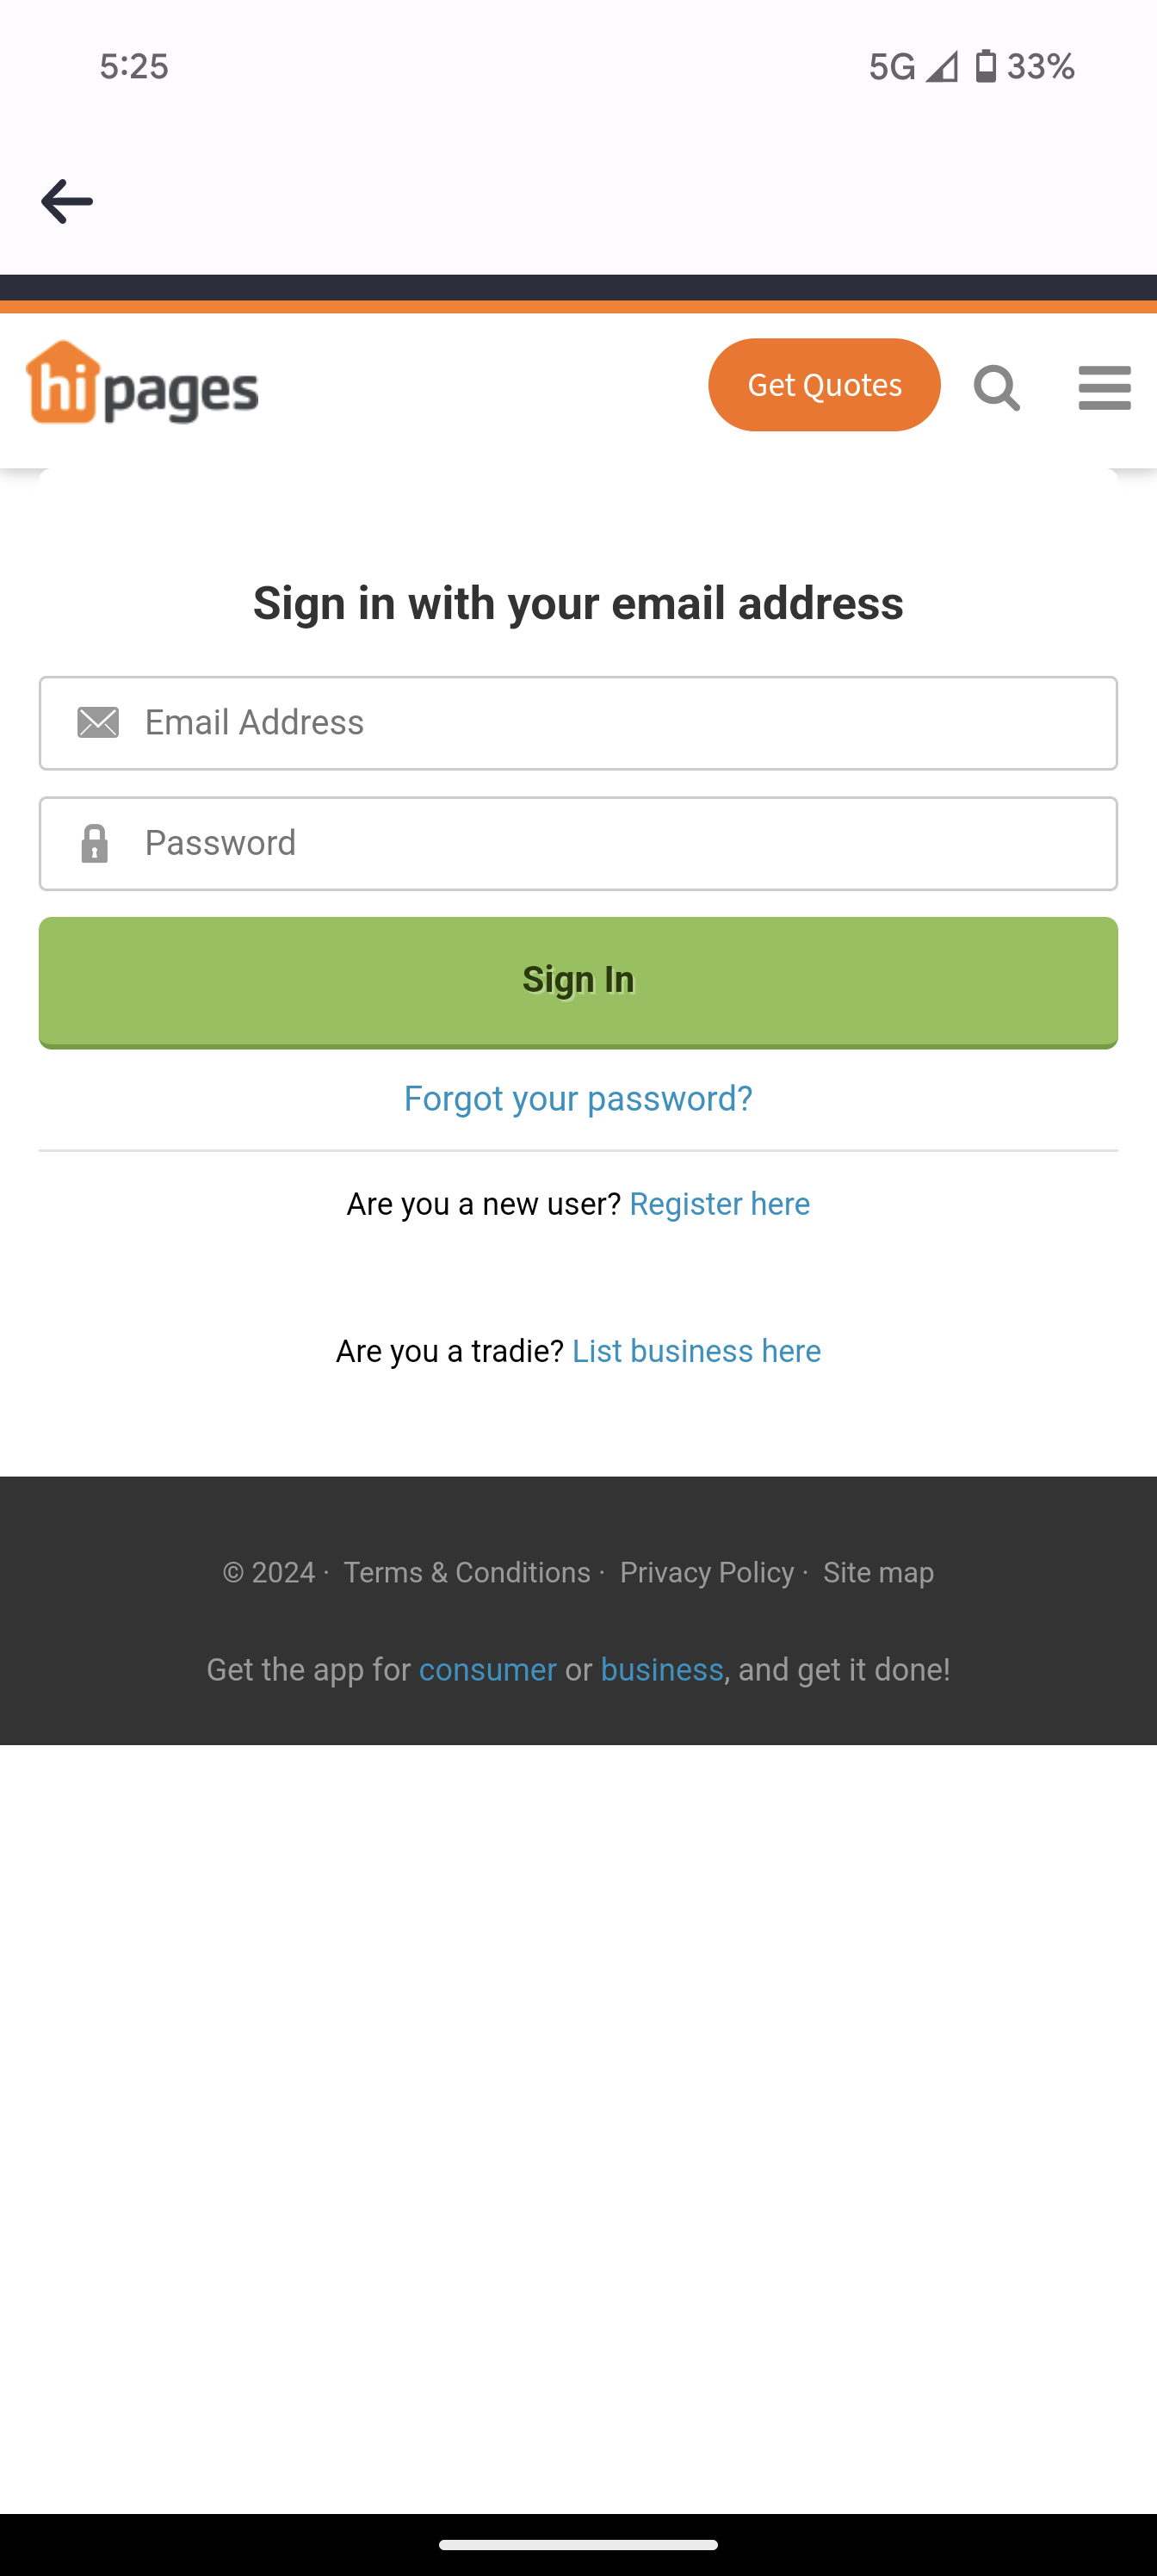 5:25
5G 33%
hipages
Get Quotes
Sign in with your email address
Email Address
Password
Sign In
Forgot your password?
Are you a new user? Register here
Are you a tradie? List business here
© 2024 · Terms & Conditions · Privacy Policy · Site map
Get the app for consumer or business, and get it done!